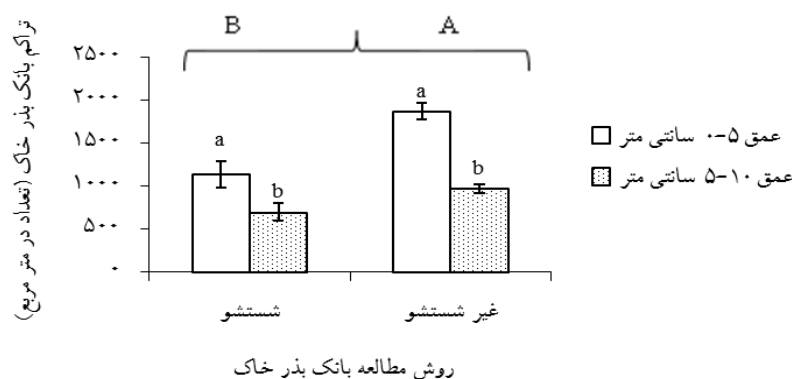 B A
تراکم بانک بذر خاک (تعداد در متر مربع)
۲۵۰۰
۲۰۰۰
۱۵۰۰
۱۰۰۰
۵۰۰
۰
a b a b
عمق ۵-۰ سانتی متر
عمق ۱۰-۵ سانتی متر
شستشو غیر شستشو
روش مطالعه بانک بذر خاک